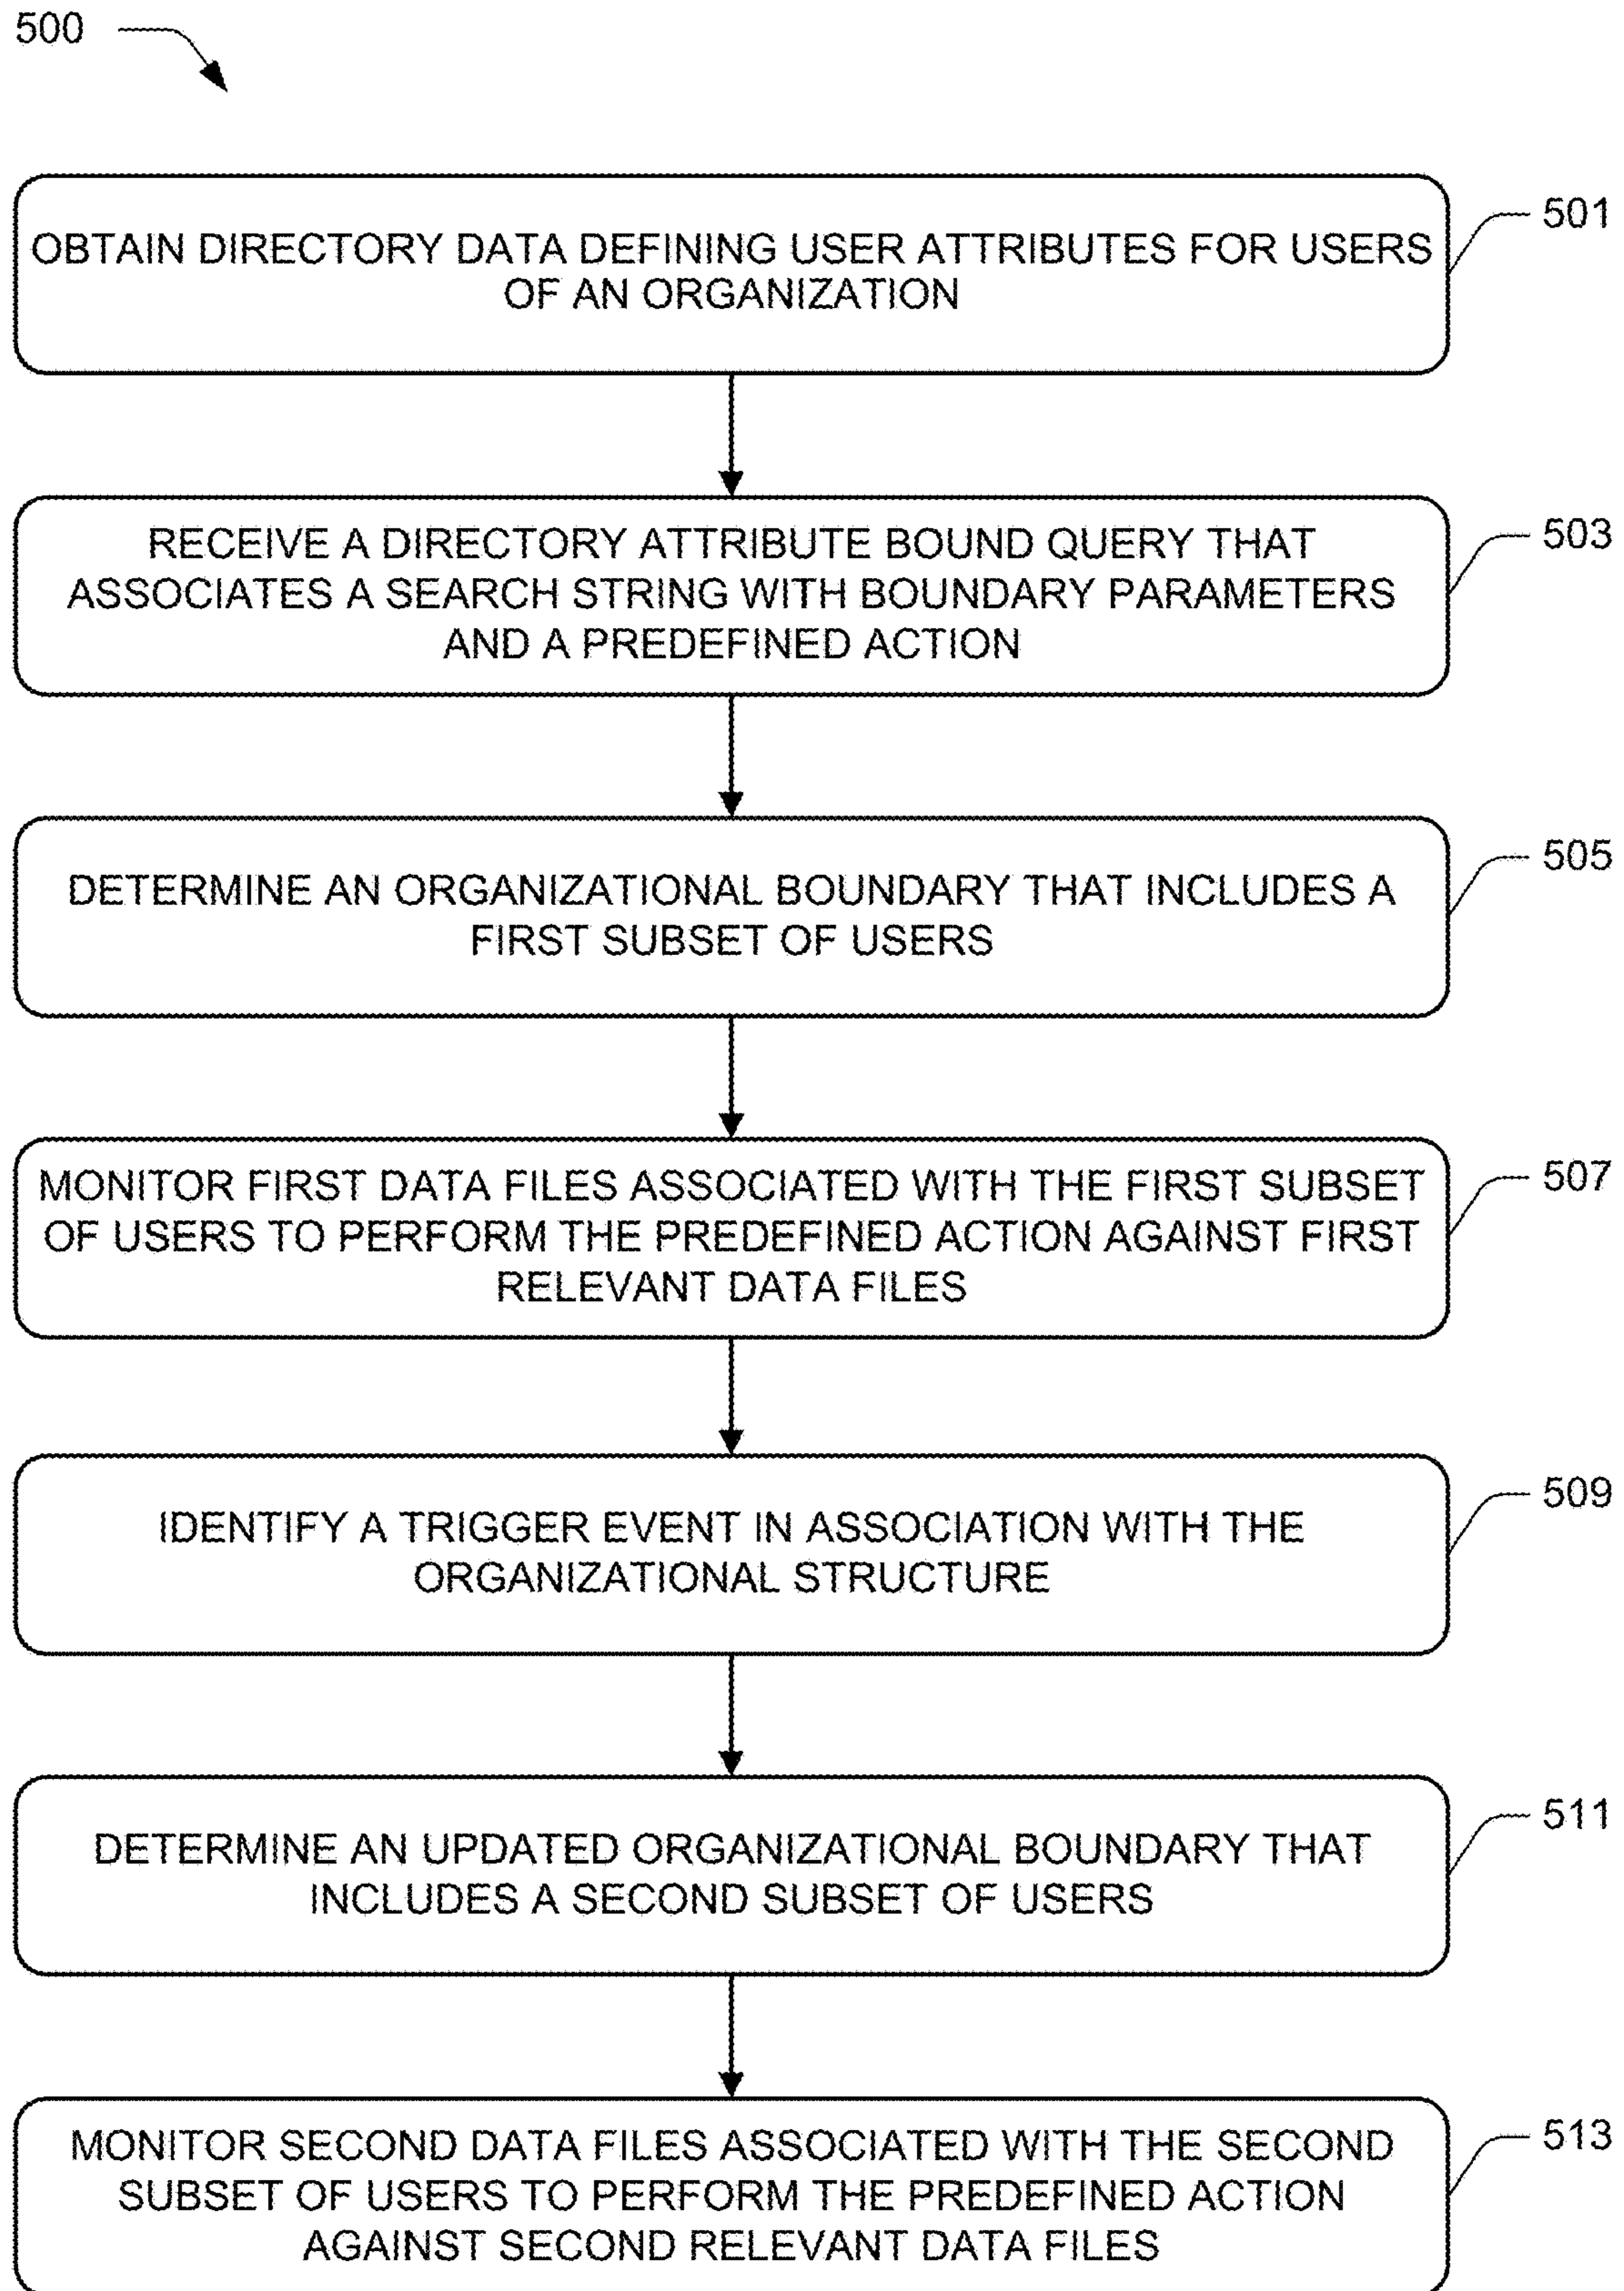 500
OBTAIN DIRECTORY DATA DEFINING USER ATTRIBUTES FOR USERS
OF AN ORGANIZATION
501
RECEIVE A DIRECTORY ATTRIBUTE BOUND QUERY THAT
ASSOCIATES A SEARCH STRING WITH BOUNDARY PARAMETERS
AND A PREDEFINED ACTION
503
DETERMINE AN ORGANIZATIONAL BOUNDARY THAT INCLUDES A
FIRST SUBSET OF USERS
505
MONITOR FIRST DATA FILES ASSOCIATED WITH THE FIRST SUBSET
OF USERS TO PERFORM THE PREDEFINED ACTION AGAINST FIRST
RELEVANT DATA FILES
507
IDENTIFY A TRIGGER EVENT IN ASSOCIATION WITH THE
ORGANIZATIONAL STRUCTURE
509
DETERMINE AN UPDATED ORGANIZATIONAL BOUNDARY THAT
INCLUDES A SECOND SUBSET OF USERS
511
MONITOR SECOND DATA FILES ASSOCIATED WITH THE SECOND
SUBSET OF USERS TO PERFORM THE PREDEFINED ACTION
AGAINST SECOND RELEVANT DATA FILES
513